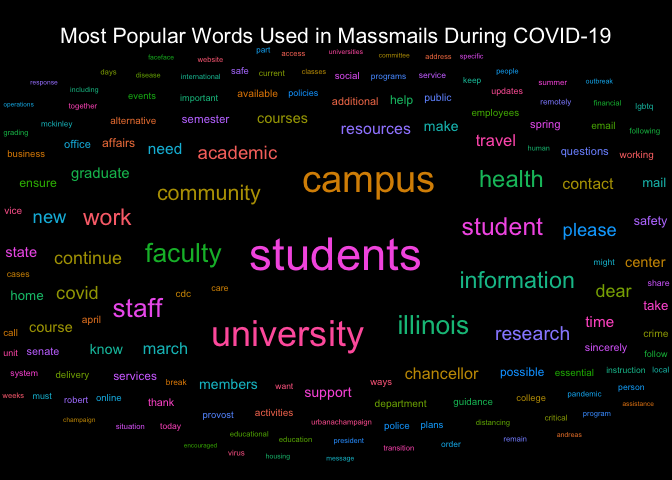 Most Popular Words Used in Massmails During COVID-19
part
universities committee
faceface website access address specific
days disease international safe current classes social programs service keep people
response including important available policies additional help public updates summer outbreak
operations together events employees remotely financial lgbtq
mckinley alternative semester courses resources make spring email following
grading
office affairs need travel human questions
business academic working
graduate health contact mail
ensure community campus
vice new work student please safety
state faculty students might center
continue
cases information share
home covid cdc care dear take
staff
call course april university illinois time crime
research
unit senate know march sincerely follow
system delivery services break chancellor possible essential instruction local
members want ways person
weeks must robert online thank support department guidance college pandemic assistance
provost activities critical program
champaign situation today urbanachampaign police plans distancing
educational education remain andreas
encouraged president order
virus housing transition
message